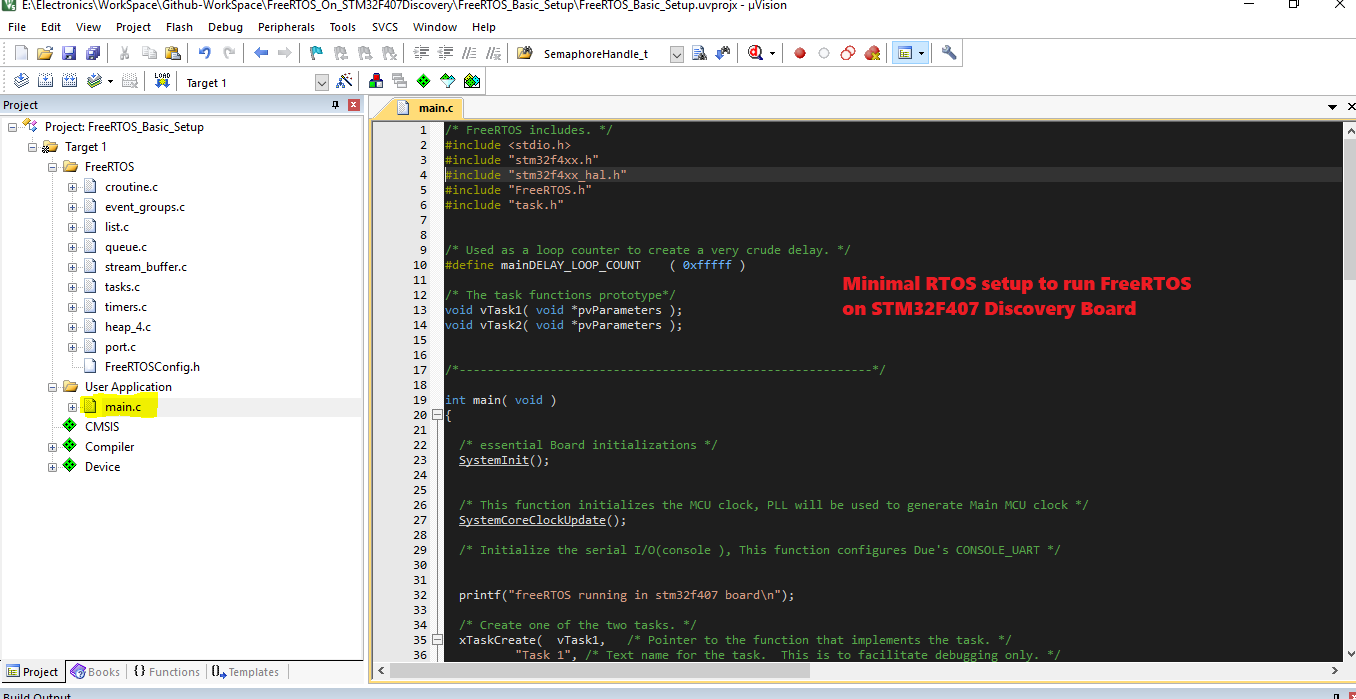 E:\Electronics\WorkSpace\Github-WorkSpace\FreeRTOS_On_STM32F407Discovery\FreeRTOS_Basic_Setup\FreeRTOS_Basic_Setup.uvprojx - µVision
File Edit View Project Flash Debug Peripherals Tools SVCS Window Help
SemaphoreHandle_t
LOAD
Target 1
Project
Project: FreeRTOS_Basic_Setup
Target 1
FreeRTOS
croutine.c
event_groups.c
list.c
queue.c
stream_buffer.c
tasks.c
timers.c
heap_4.c
port.c
FreeRTOSConfig.h
User Application
main.c
CMSIS
Compiler
Device
Project Books {} Functions Templates
Build Output
main.c
1 /* FreeRTOS includes. */
2 #include <stdio.h>
3 #include "stm32f4xx.h"
4 #include "stm32f4xx_hal.h"
5 #include "FreeRTOS.h"
6 #include "task.h"
7
8
9 /* Used as a loop counter to create a very crude delay. */
10 #define mainDELAY_LOOP_COUNT    ( 0xfffff )
11
12 /* The task functions prototype*/
13 void vTask1( void *pvParameters );
14 void vTask2( void *pvParameters );
15
16
17 /*-----------------------------------------------------------*/
18
19 int main( void )
20 {
21
22   /* essential Board initializations */
23   SystemInit();
24
25
26   /* This function initializes the MCU clock, PLL will be used to generate Main MCU clock */
27   SystemCoreClockUpdate();
28
29   /* Initialize the serial I/O(console ), This function configures Due's CONSOLE_UART */
30
31
32   printf("freeRTOS running in stm32f407 board\n");
33
34   /* Create one of the two tasks. */
35   xTaskCreate(  vTask1,   /* Pointer to the function that implements the task. */
36           "Task 1", /* Text name for the task.  This is to facilitate debugging only. */
Minimal RTOS setup to run FreeRTOS
on STM32F407 Discovery Board